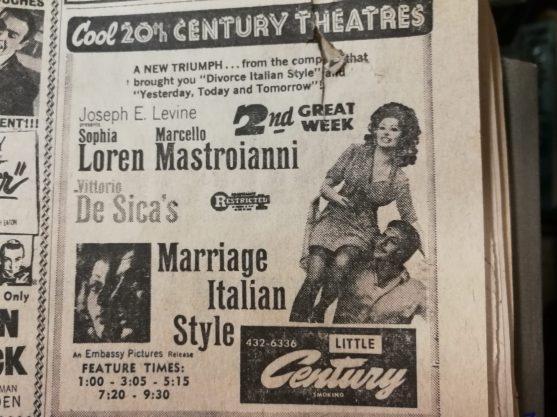 Cool 20th CENTURY THEATRES
A NEW TRIUMPH... from the that
brought you "Divorce Italian Style" and
"Yesterday, Today and Tomorrow"
Joseph E. Levine
presents
2nd GREAT
WEEK
Sophia Marcello
Loren Mastroianni
Vittorio
De Sica's
RESTRICTED
Marriage
Italian
Style
An Embassy Pictures Release
FEATURE TIMES:
1:00 - 3:05 - 5:15
7:20 - 9:30
432-6336
LITTLE
Century
SMOKING
ENT!!!
Only